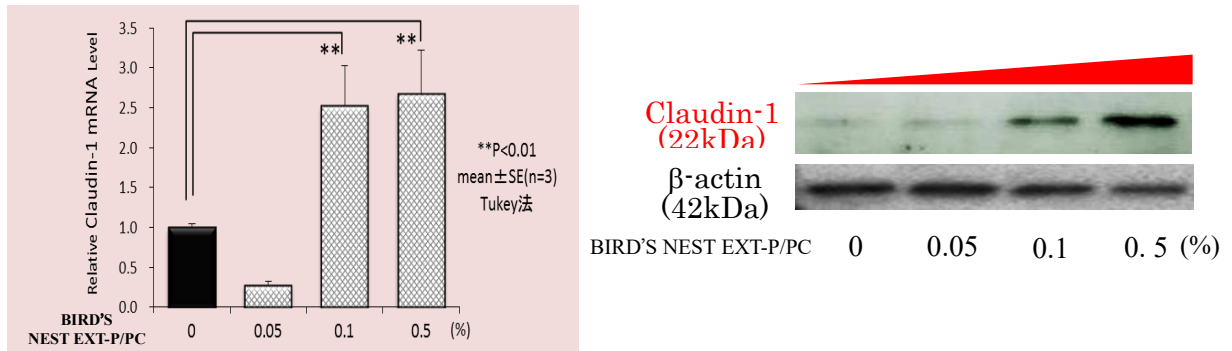 Relative Claudin-1 mRNA Level
3.5
3.0
2.5
2.0
1.5
1.0
0.5
0.0
**
**
**P<0.01
mean±SE(n=3)
Tukey法
BIRD'S
NEST EXT-P/PC
0 0.05 0.1 0.5 (%)
Claudin-1
(22kDa)
β-actin
(42kDa)
BIRD'S NEST EXT-P/PC 0 0.05 0.1 0. 5 (%)